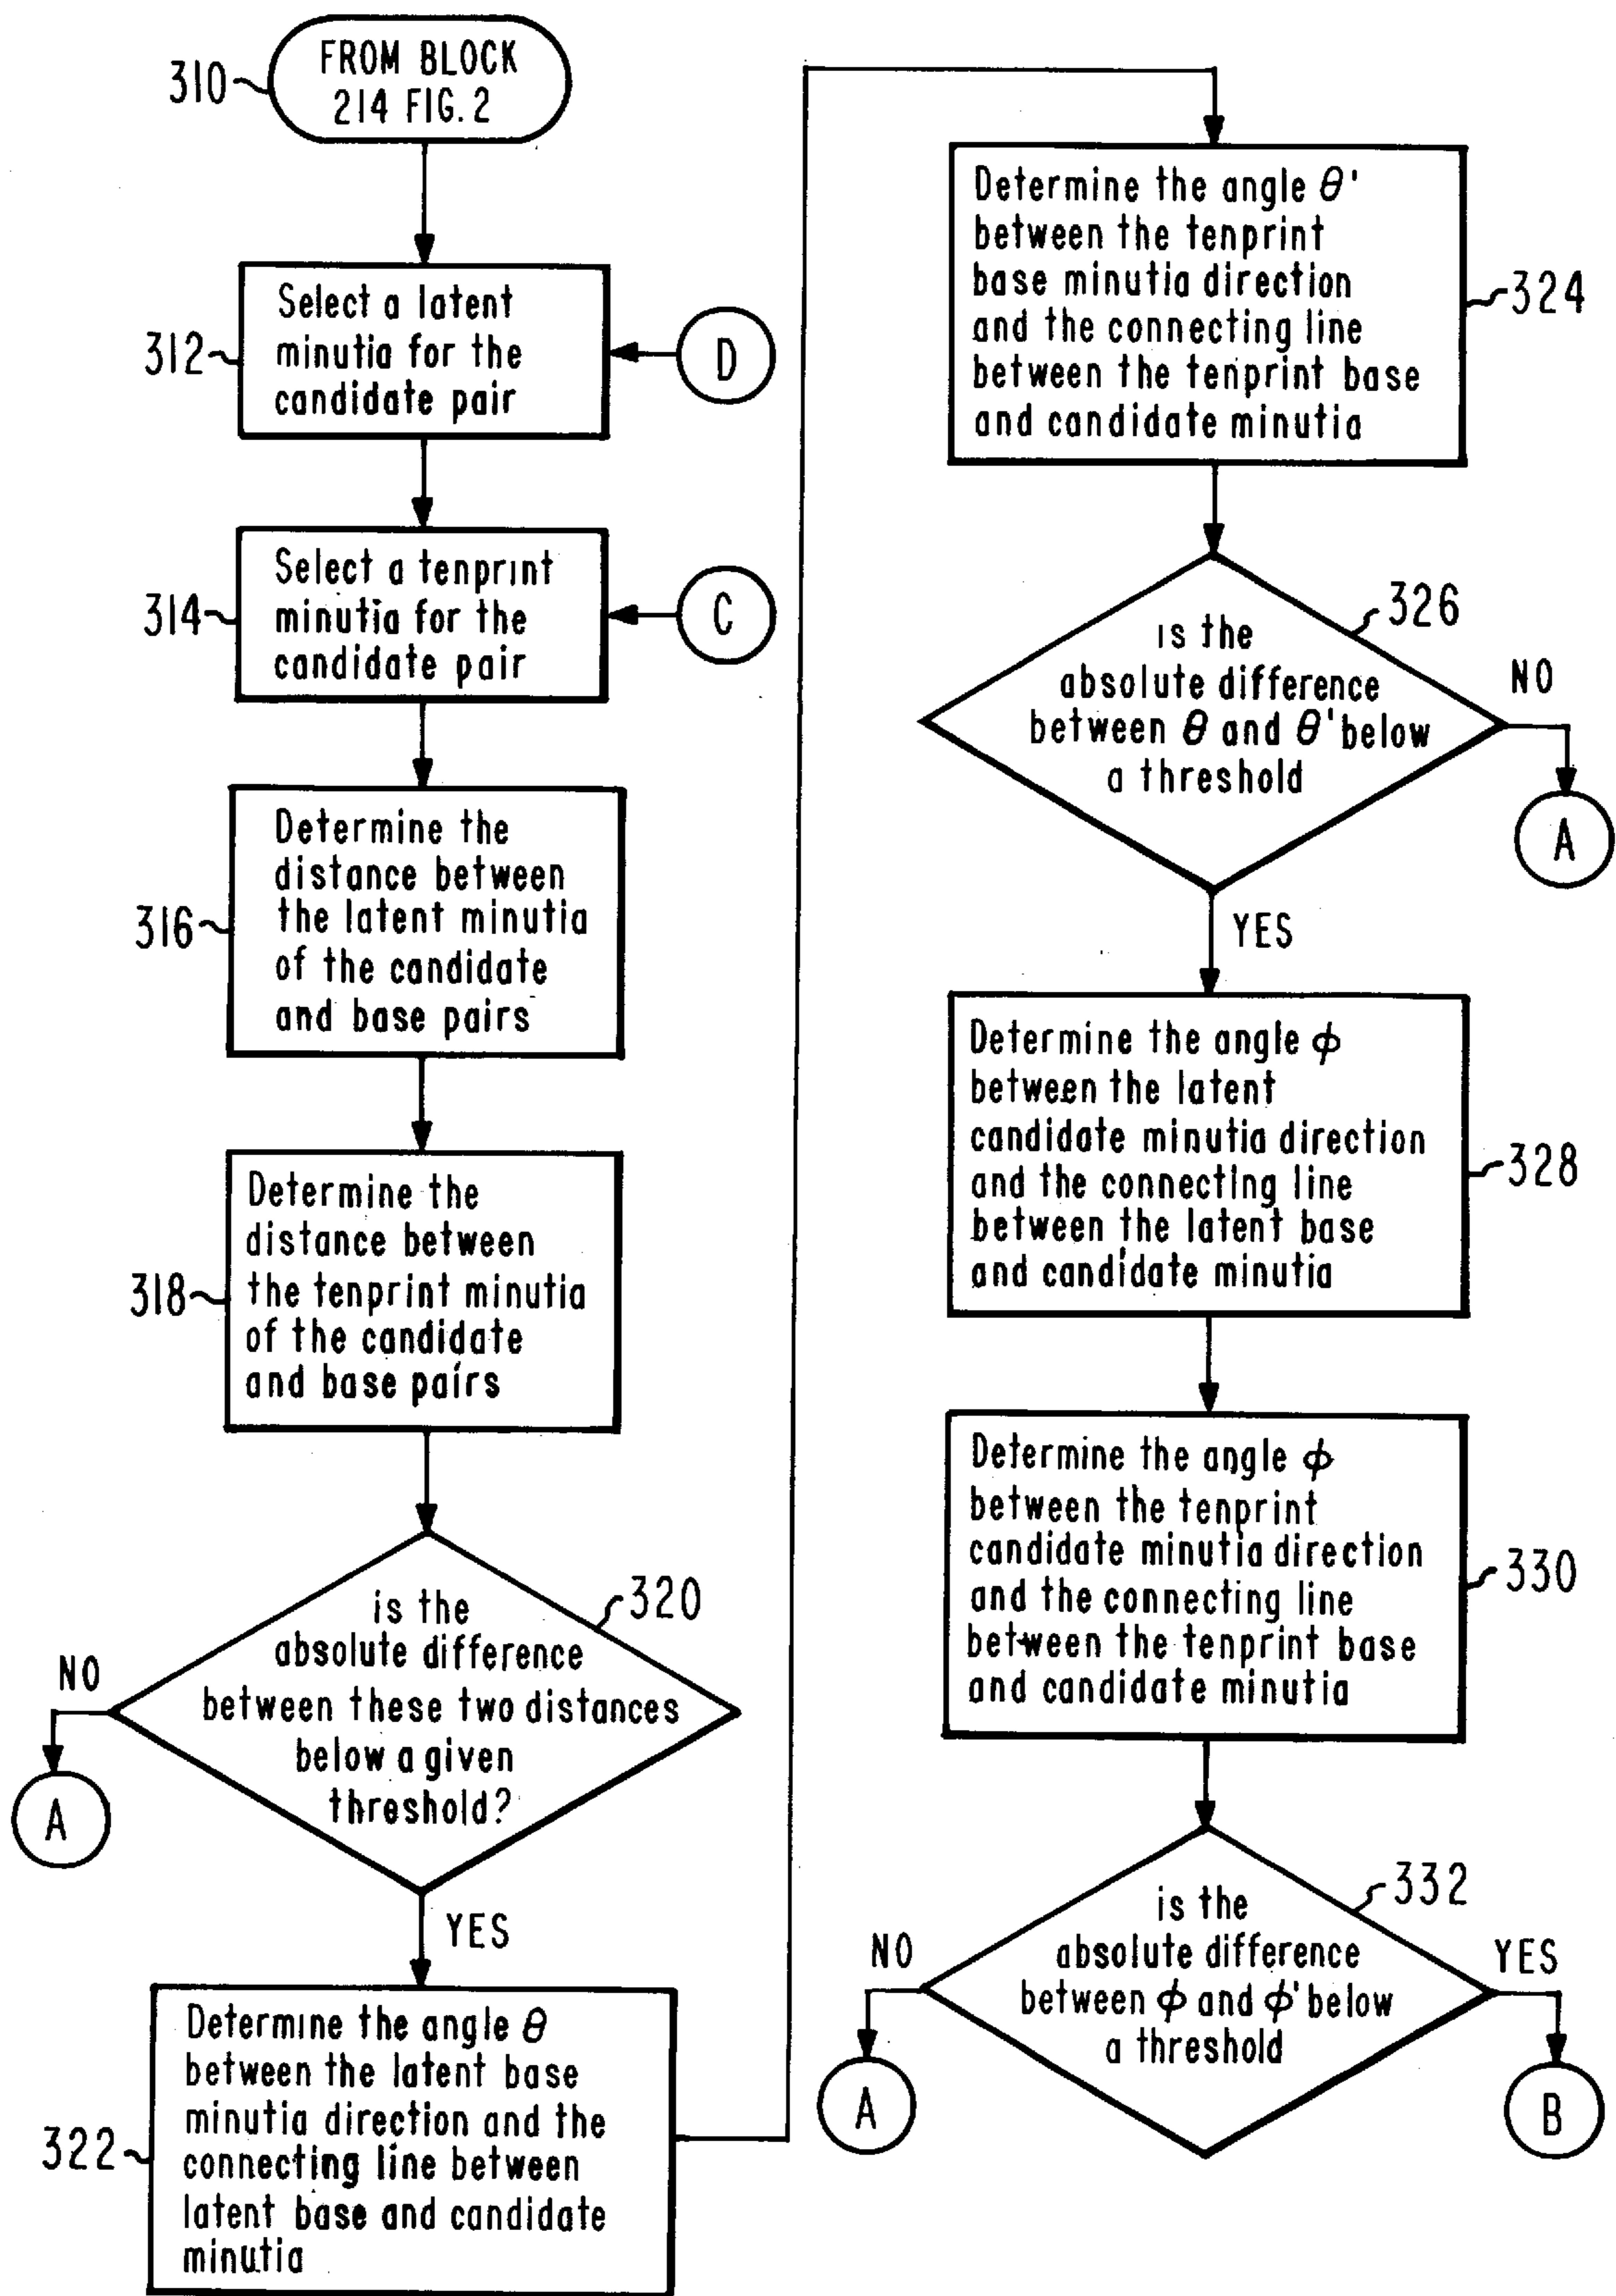 310
FROM BLOCK
214 FIG. 2
312
Select a latent
minutia for the
candidate pair
D
314
Select a tenprint
minutia for the
candidate pair
C
316
Determine the
distance between
the latent minutia
of the candidate
and base pairs
318
Determine the
distance between
the tenprint minutia
of the candidate
and base pairs
320
is the
absolute difference
between these two distances
below a given
threshold?
NO
A
YES
322
Determine the angle θ
between the latent base
minutia direction and the
connecting line between
latent base and candidate
minutia
324
Determine the angle θ'
between the tenprint
base minutia direction
and the connecting line
between the tenprint base
and candidate minutia
326
is the
absolute difference
between θ and θ' below
a threshold
NO
A
YES
328
Determine the angle ϕ
between the latent
candidate minutia direction
and the connecting line
between the latent base
and candidate minutia
330
Determine the angle ϕ
between the tenprint
candidate minutia direction
and the connecting line
between the tenprint base
and candidate minutia
332
is the
absolute difference
between ϕ and ϕ' below
a threshold
NO
A
YES
B